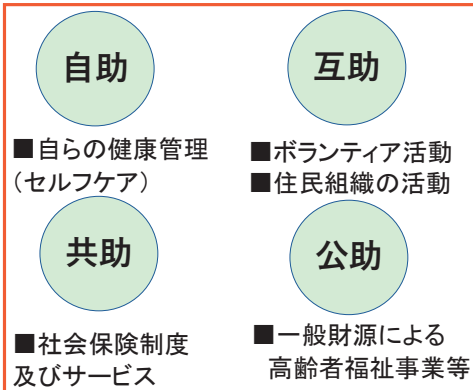 自助
■自らの健康管理
(セルフケア)
互助
■ボランティア活動
■住民組織の活動
共助
■社会保険制度
及びサービス
公助
■一般財源による
高齢者福祉事業等